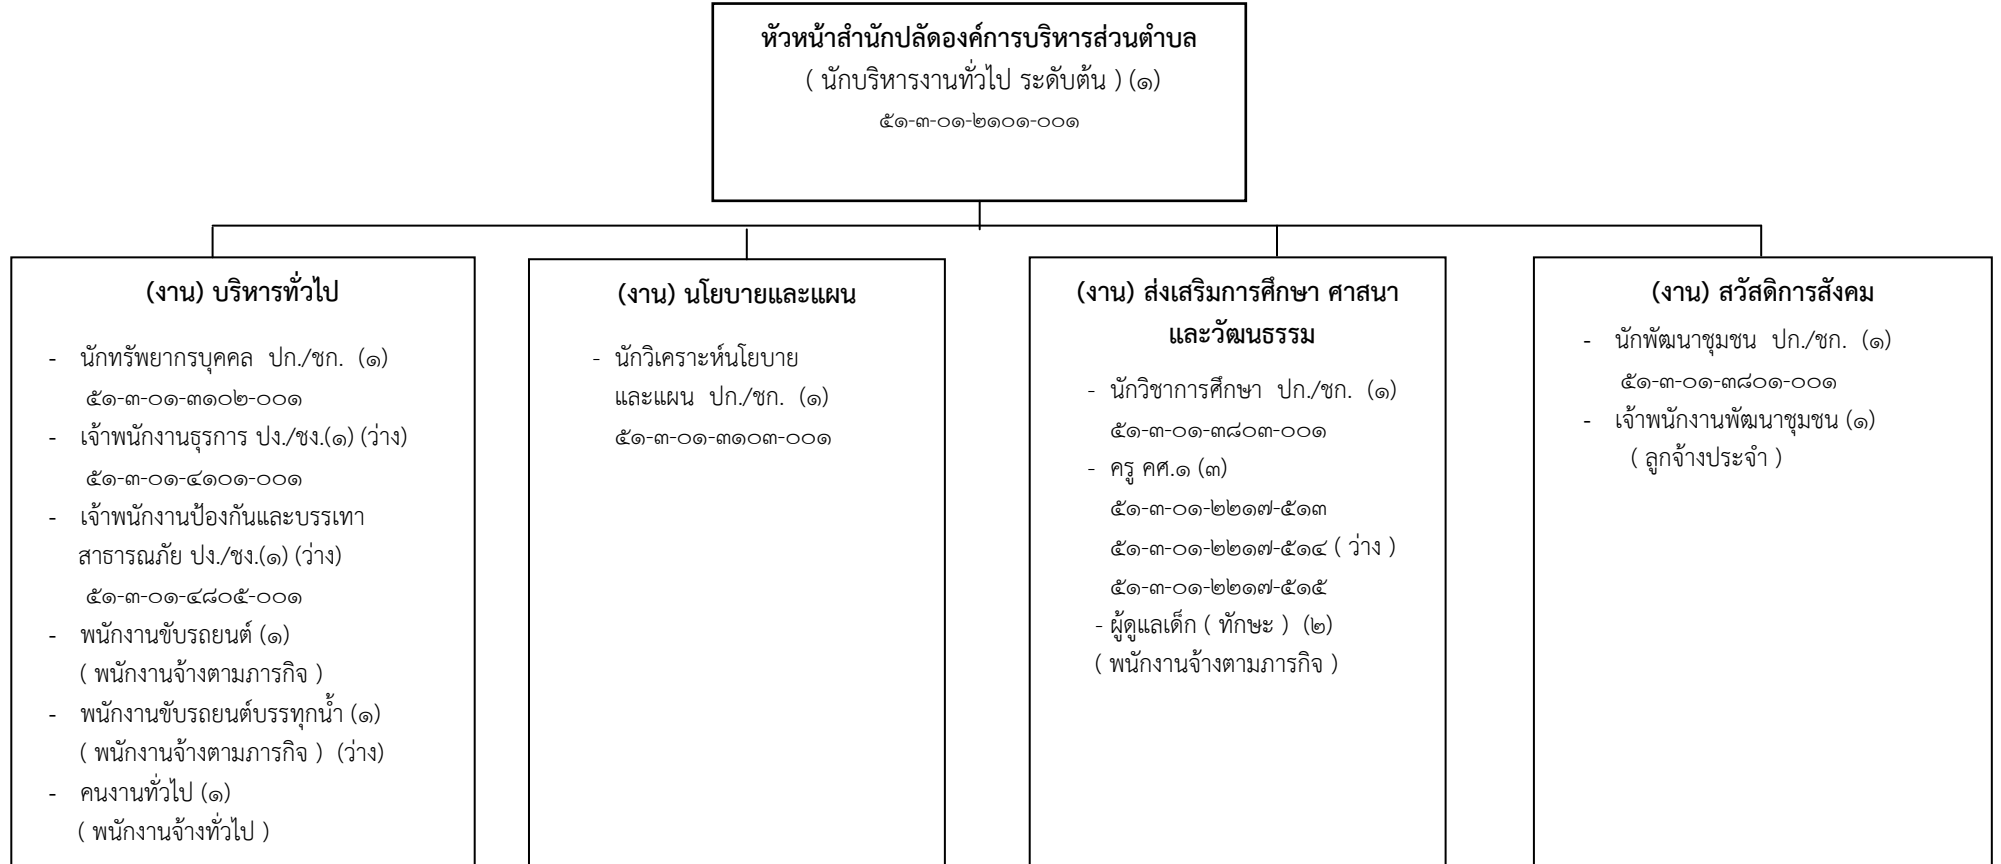 หัวหน้าสำนักปลัดองค์การบริหารส่วนตำบล
( นักบริหารงานทั่วไป ระดับต้น ) (๑)
๕๑-๓-๐๑-๒๑๐๑-๐๐๑
(งาน) บริหารทั่วไป
- นักทรัพยากรบุคคล ปก./ชก. (๑)
๕๑-๓-๐๑-๓๑๐๒-๐๐๑
- เจ้าพนักงานธุรการ ปง./ชง.(๑) (ว่าง)
๕๑-๓-๐๑-๔๑๐๑-๐๐๑
- เจ้าพนักงานป้องกันและบรรเทา
สาธารณภัย ปง./ชง.(๑) (ว่าง)
๕๑-๓-๐๑-๔๘๐๕-๐๐๑
- พนักงานขับรถยนต์ (๑)
( พนักงานจ้างตามภารกิจ )
- พนักงานขับรถยนต์บรรทุกน้ำ (๑)
( พนักงานจ้างตามภารกิจ ) (ว่าง)
- คนงานทั่วไป (๑)
( พนักงานจ้างทั่วไป )
(งาน) นโยบายและแผน
- นักวิเคราะห์นโยบาย
และแผน ปก./ชก. (๑)
๕๑-๓-๐๑-๓๑๐๓-๐๐๑
(งาน) ส่งเสริมการศึกษา ศาสนา
และวัฒนธรรม
- นักวิชาการศึกษา ปก./ชก. (๑)
๕๑-๓-๐๑-๓๘๐๓-๐๐๑
- ครู คศ.๑ (๓)
๕๑-๓-๐๑-๒๒๑๗-๕๑๓
๕๑-๓-๐๑-๒๒๑๗-๕๑๔ ( ว่าง )
๕๑-๓-๐๑-๒๒๑๗-๕๑๕
- ผู้ดูแลเด็ก ( ทักษะ ) (๒)
( พนักงานจ้างตามภารกิจ )
(งาน) สวัสดิการสังคม
- นักพัฒนาชุมชน ปก./ชก. (๑)
๕๑-๓-๐๑-๓๘๐๑-๐๐๑
- เจ้าพนักงานพัฒนาชุมชน (๑)
( ลูกจ้างประจำ )